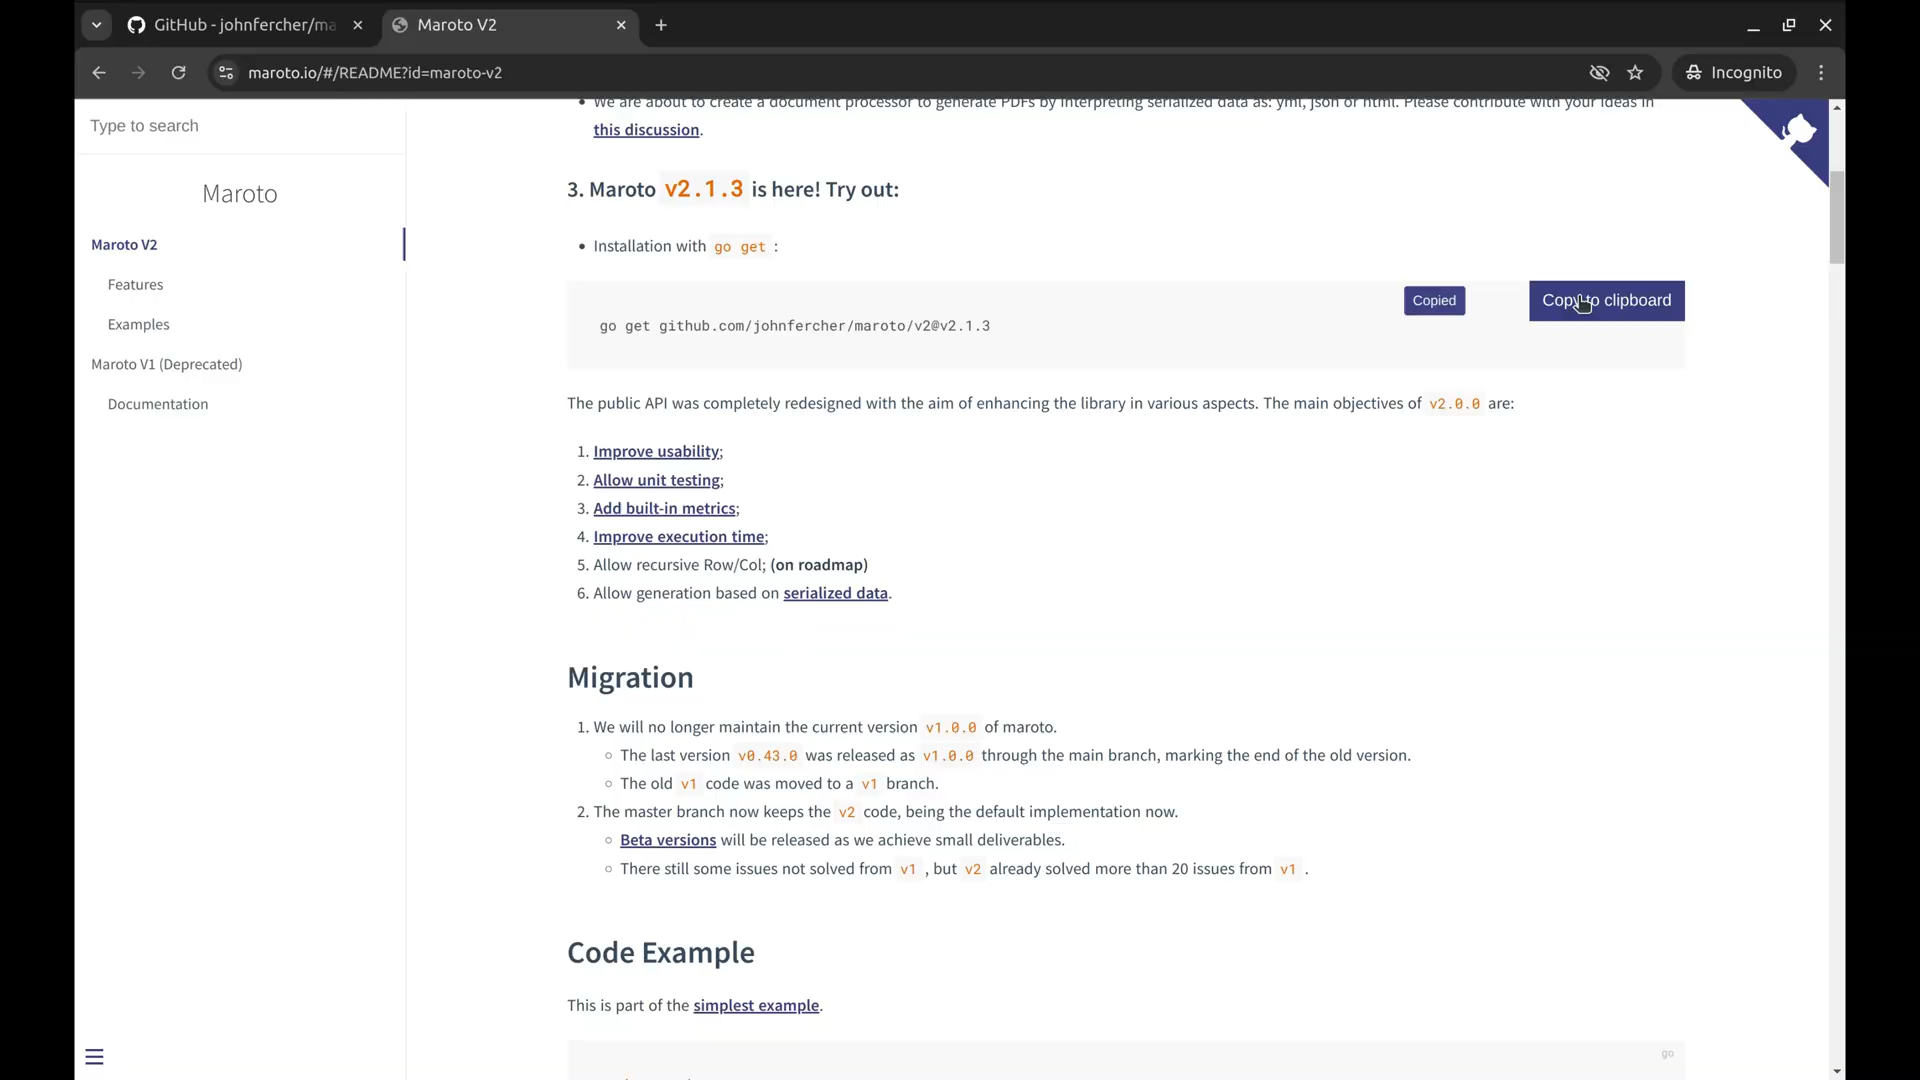 GitHub - johnfercher/ma
Maroto V2
maroto.io/#/README?id=maroto-v2
Incognito
Type to search
Maroto
Maroto V2
Features
Examples
Maroto V1 (Deprecated)
Documentation
We are about to create a document processor to generate PDFs by interpreting serialized data as: yml, json or html. Please contribute with your ideas in
this discussion.
3. Maroto v2.1.3 is here! Try out:
Installation with go get :
Copied
Copy to clipboard
go get github.com/johnfercher/maroto/v2@v2.1.3
The public API was completely redesigned with the aim of enhancing the library in various aspects. The main objectives of v2.0.0 are:
1. Improve usability;
2. Allow unit testing;
3. Add built-in metrics;
4. Improve execution time;
5. Allow recursive Row/Col; (on roadmap)
6. Allow generation based on serialized data.
Migration
1. We will no longer maintain the current version v1.0.0 of maroto.
The last version v0.43.0 was released as v1.0.0 through the main branch, marking the end of the old version.
The old v1 code was moved to a v1 branch.
2. The master branch now keeps the v2 code, being the default implementation now.
Beta versions will be released as we achieve small deliverables.
There still some issues not solved from v1 , but v2 already solved more than 20 issues from v1 .
Code Example
This is part of the simplest example.
go